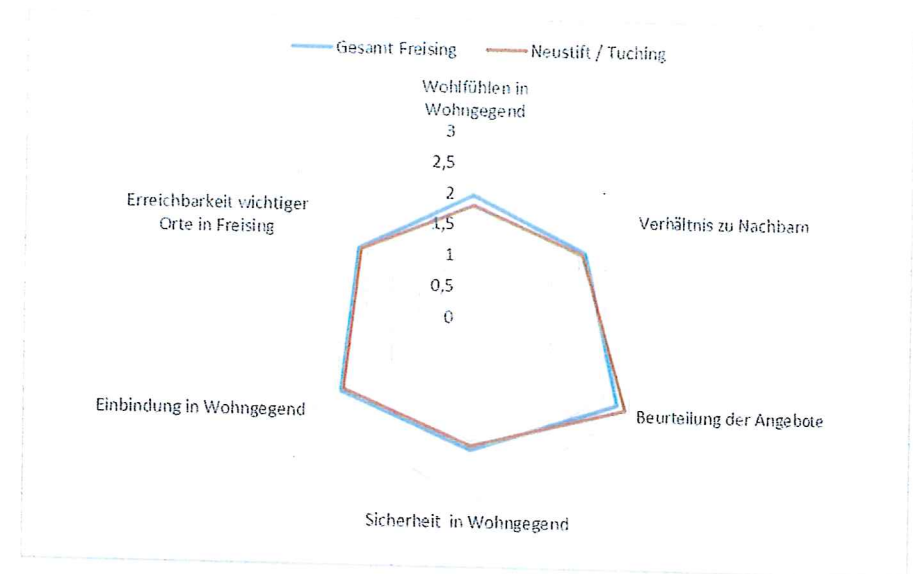 Gesamt Freising
Neustift / Tuching
Wohlfühlen in
Wohngegend
3
2,5
2
1,5
1
0,5
0
Erreichbarkeit wichtiger
Orte in Freising
Verhältnis zu Nachbarn
Einbindung in Wohngegend
Beurteilung der Angebote
Sicherheit in Wohngegend